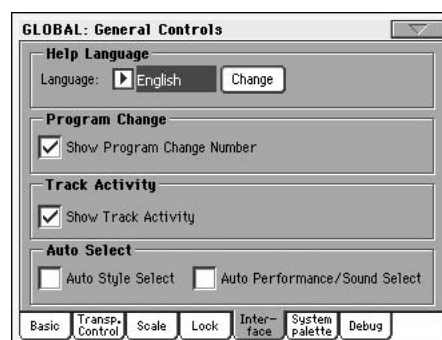 GLOBAL: General Controls
Help Language
Language: English Change
Program Change
Show Program Change Number
Track Activity
Show Track Activity
Auto Select
Auto Style Select Auto Performance/Sound Select
Basic Transp. Control Scale Lock Inter-face System palette Debug